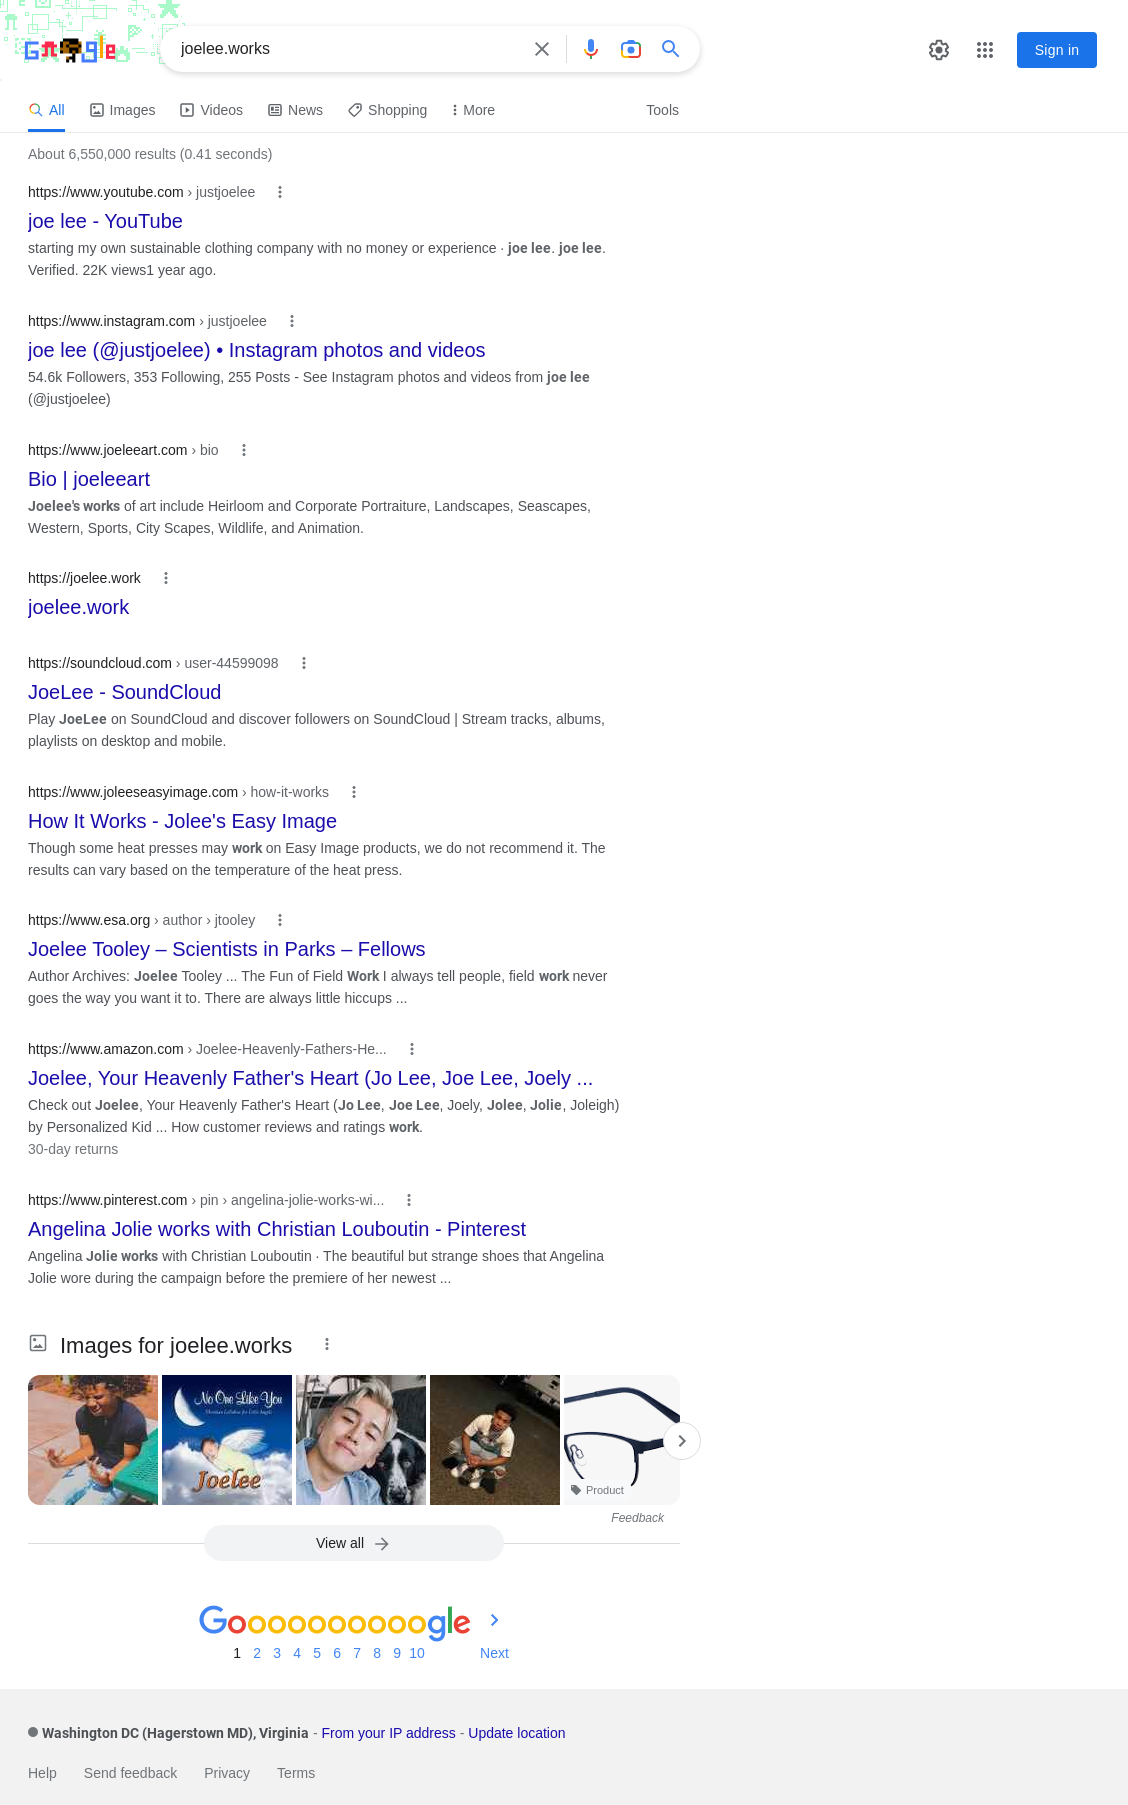 Google
joelee.works
Sign in
All Images Videos News Shopping More Tools
About 6,550,000 results (0.41 seconds)
https://www.youtube.com › justjoelee
joe lee - YouTube
starting my own sustainable clothing company with no money or experience · joe lee. joe lee.
Verified. 22K views1 year ago.
https://www.instagram.com › justjoelee
joe lee (@justjoelee) • Instagram photos and videos
54.6k Followers, 353 Following, 255 Posts - See Instagram photos and videos from joe lee
(@justjoelee)
https://www.joeleeart.com › bio
Bio | joeleeart
Joelee's works of art include Heirloom and Corporate Portraiture, Landscapes, Seascapes,
Western, Sports, City Scapes, Wildlife, and Animation.
https://joelee.work
joelee.work
https://soundcloud.com › user-44599098
JoeLee - SoundCloud
Play JoeLee on SoundCloud and discover followers on SoundCloud | Stream tracks, albums,
playlists on desktop and mobile.
https://www.joleeseasyimage.com › how-it-works
How It Works - Jolee's Easy Image
Though some heat presses may work on Easy Image products, we do not recommend it. The
results can vary based on the temperature of the heat press.
https://www.esa.org › author › jtooley
Joelee Tooley – Scientists in Parks – Fellows
Author Archives: Joelee Tooley ... The Fun of Field Work I always tell people, field work never
goes the way you want it to. There are always little hiccups ...
https://www.amazon.com › Joelee-Heavenly-Fathers-He...
Joelee, Your Heavenly Father's Heart (Jo Lee, Joe Lee, Joely ...
Check out Joelee, Your Heavenly Father's Heart (Jo Lee, Joe Lee, Joely, Jolee, Jolie, Joleigh)
by Personalized Kid ... How customer reviews and ratings work.
30-day returns
https://www.pinterest.com › pin › angelina-jolie-works-wi...
Angelina Jolie works with Christian Louboutin - Pinterest
Angelina Jolie works with Christian Louboutin · The beautiful but strange shoes that Angelina
Jolie wore during the campaign before the premiere of her newest ...
Images for joelee.works
No One Like You
Joelee
Product
Feedback
View all
Goooooooooogle
1 2 3 4 5 6 7 8 9 10 Next
Washington DC (Hagerstown MD), Virginia - From your IP address - Update location
Help Send feedback Privacy Terms